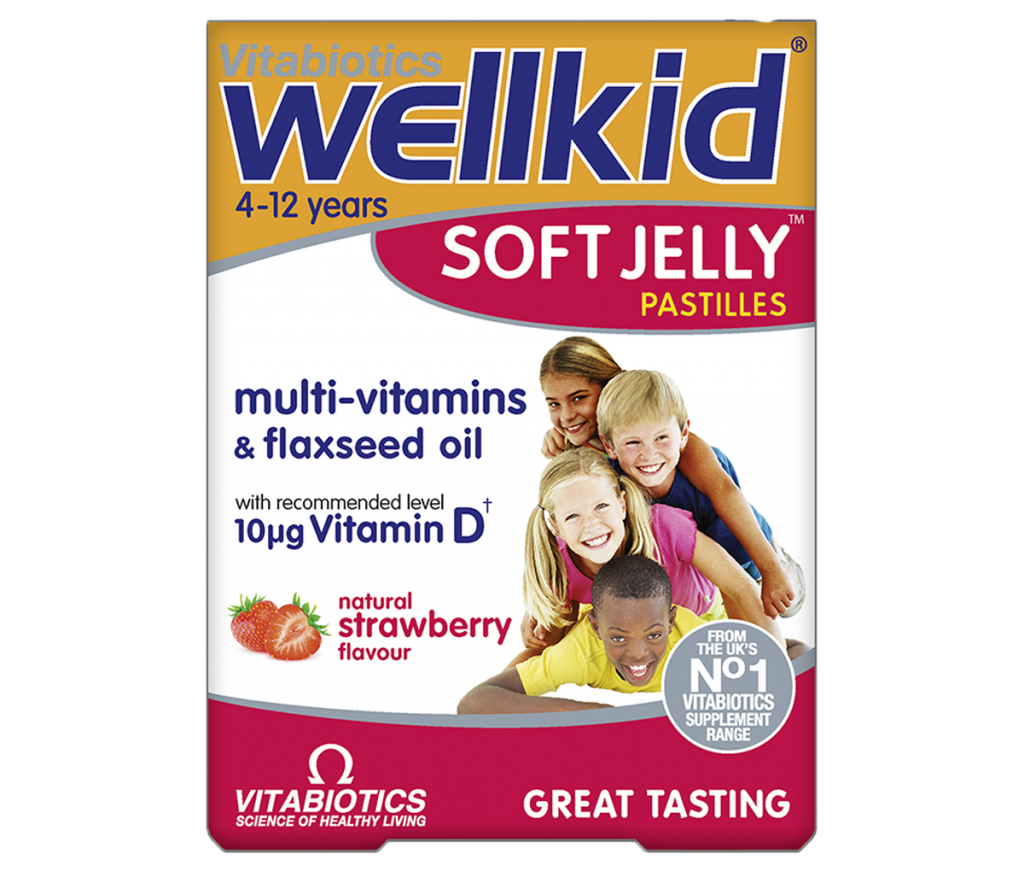 Vitabiotics
wellkid®
4-12 years
SOFT JELLY™
PASTILLES
multi-vitamins
& flaxseed oil
with recommended level
10µg Vitamin D†
natural
strawberry
flavour
FROM
THE UK'S
Nº1
VITABIOTICS
SUPPLEMENT
RANGE
Ω
VITABIOTICS
SCIENCE OF HEALTHY LIVING
GREAT TASTING